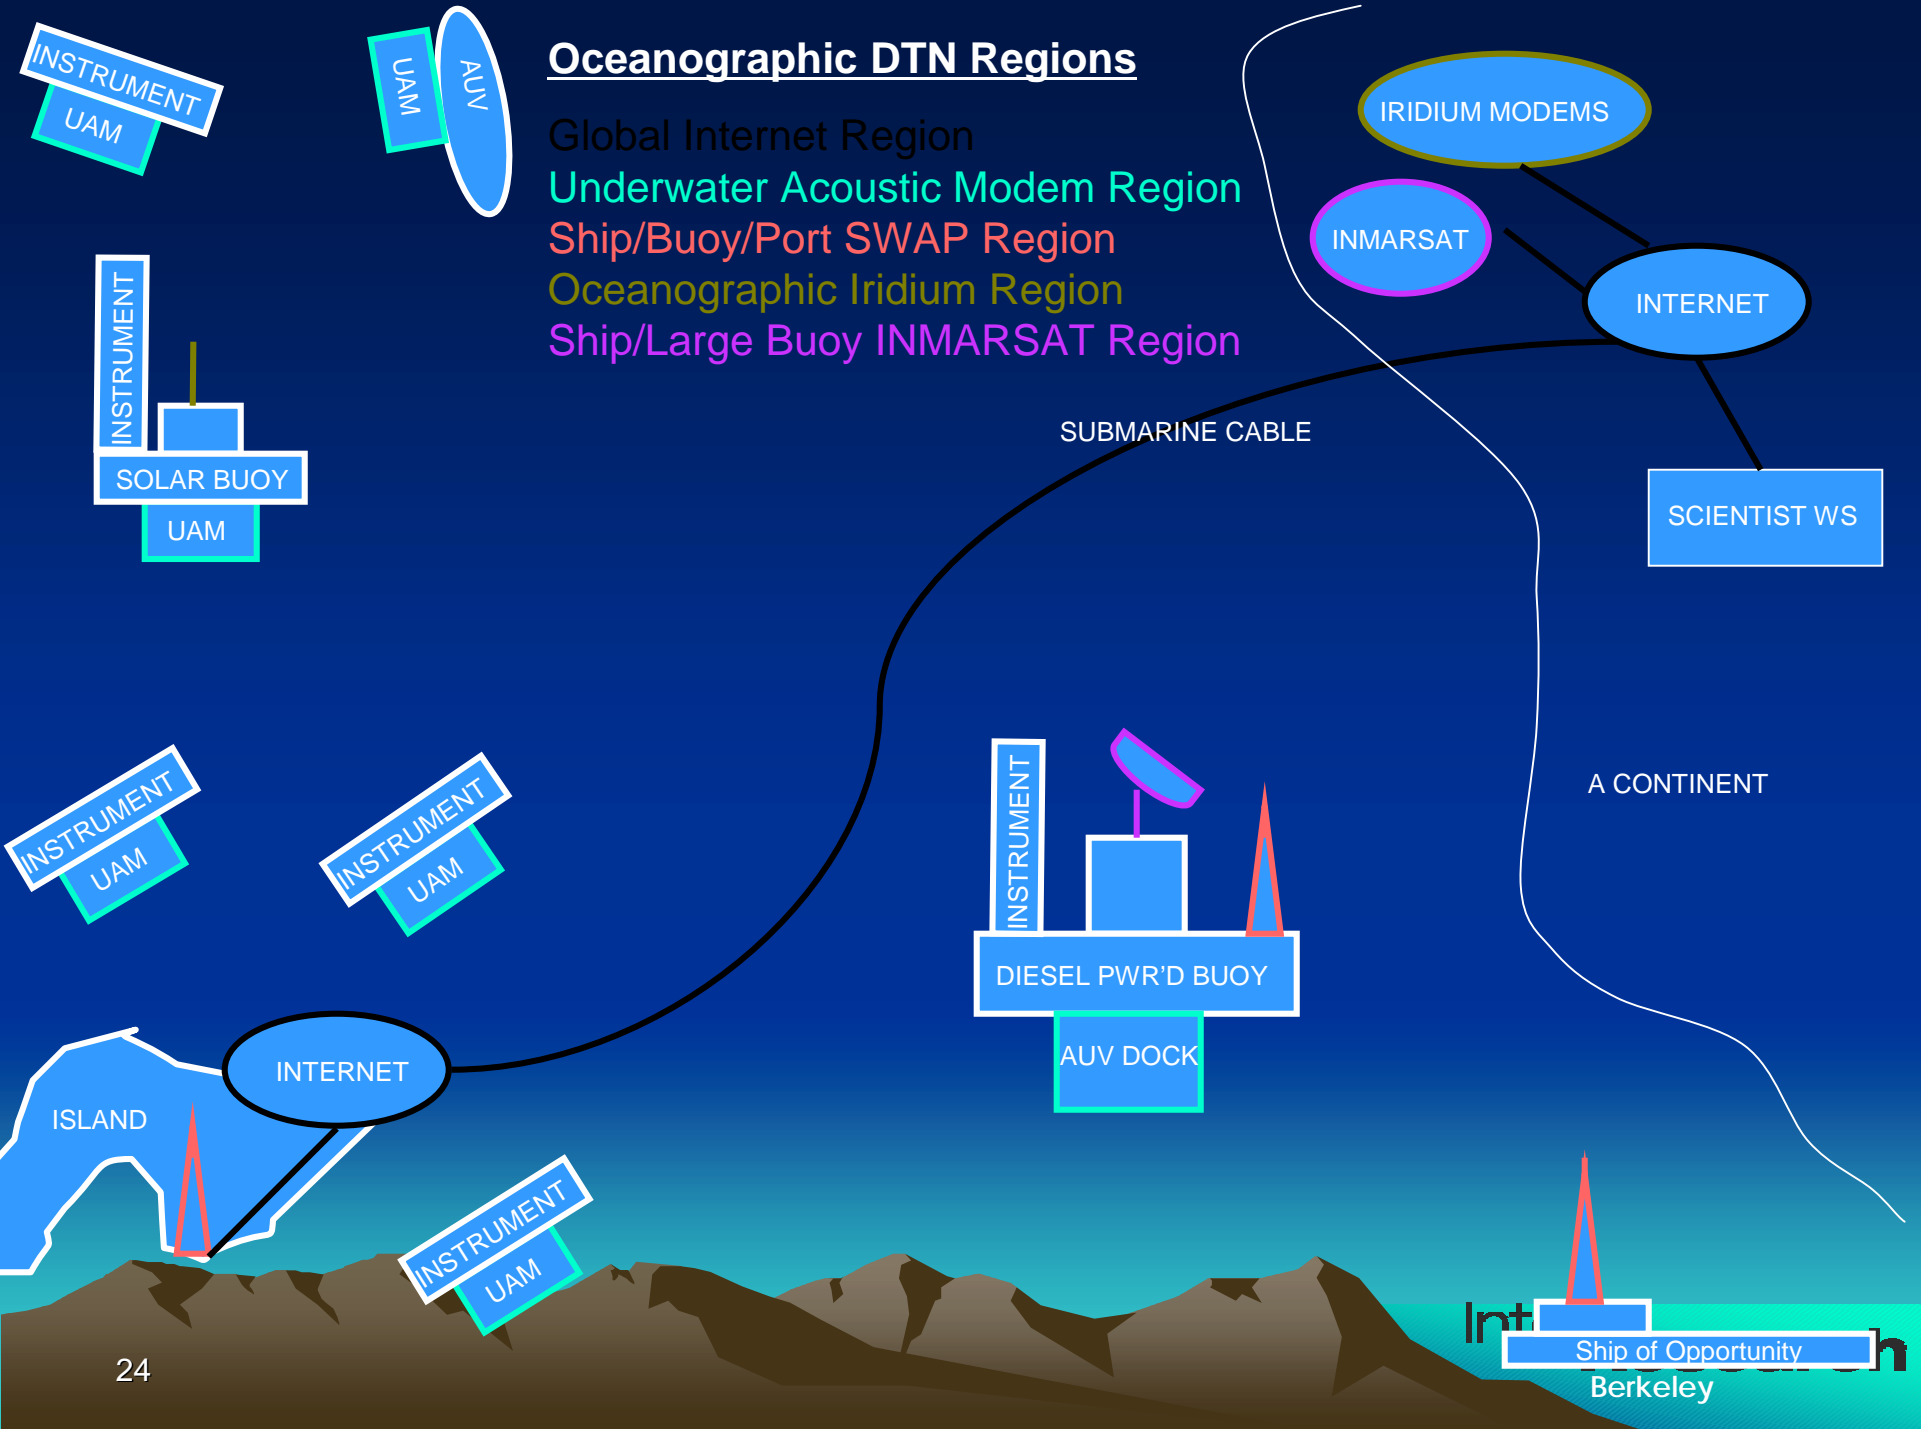 Oceanographic DTN Regions
Global Internet Region
Underwater Acoustic Modem Region
Ship/Buoy/Port SWAP Region
Oceanographic Iridium Region
Ship/Large Buoy INMARSAT Region
INSTRUMENT
UAM
UAM
AUV
IRIDIUM MODEMS
INMARSAT
INTERNET
INSTRUMENT
SOLAR BUOY
UAM
SUBMARINE CABLE
SCIENTIST WS
INSTRUMENT
UAM
INSTRUMENT
UAM
INSTRUMENT
DIESEL PWR'D BUOY
AUV DOCK
A CONTINENT
INTERNET
ISLAND
INSTRUMENT
UAM
Ship of Opportunity
Berkeley
24